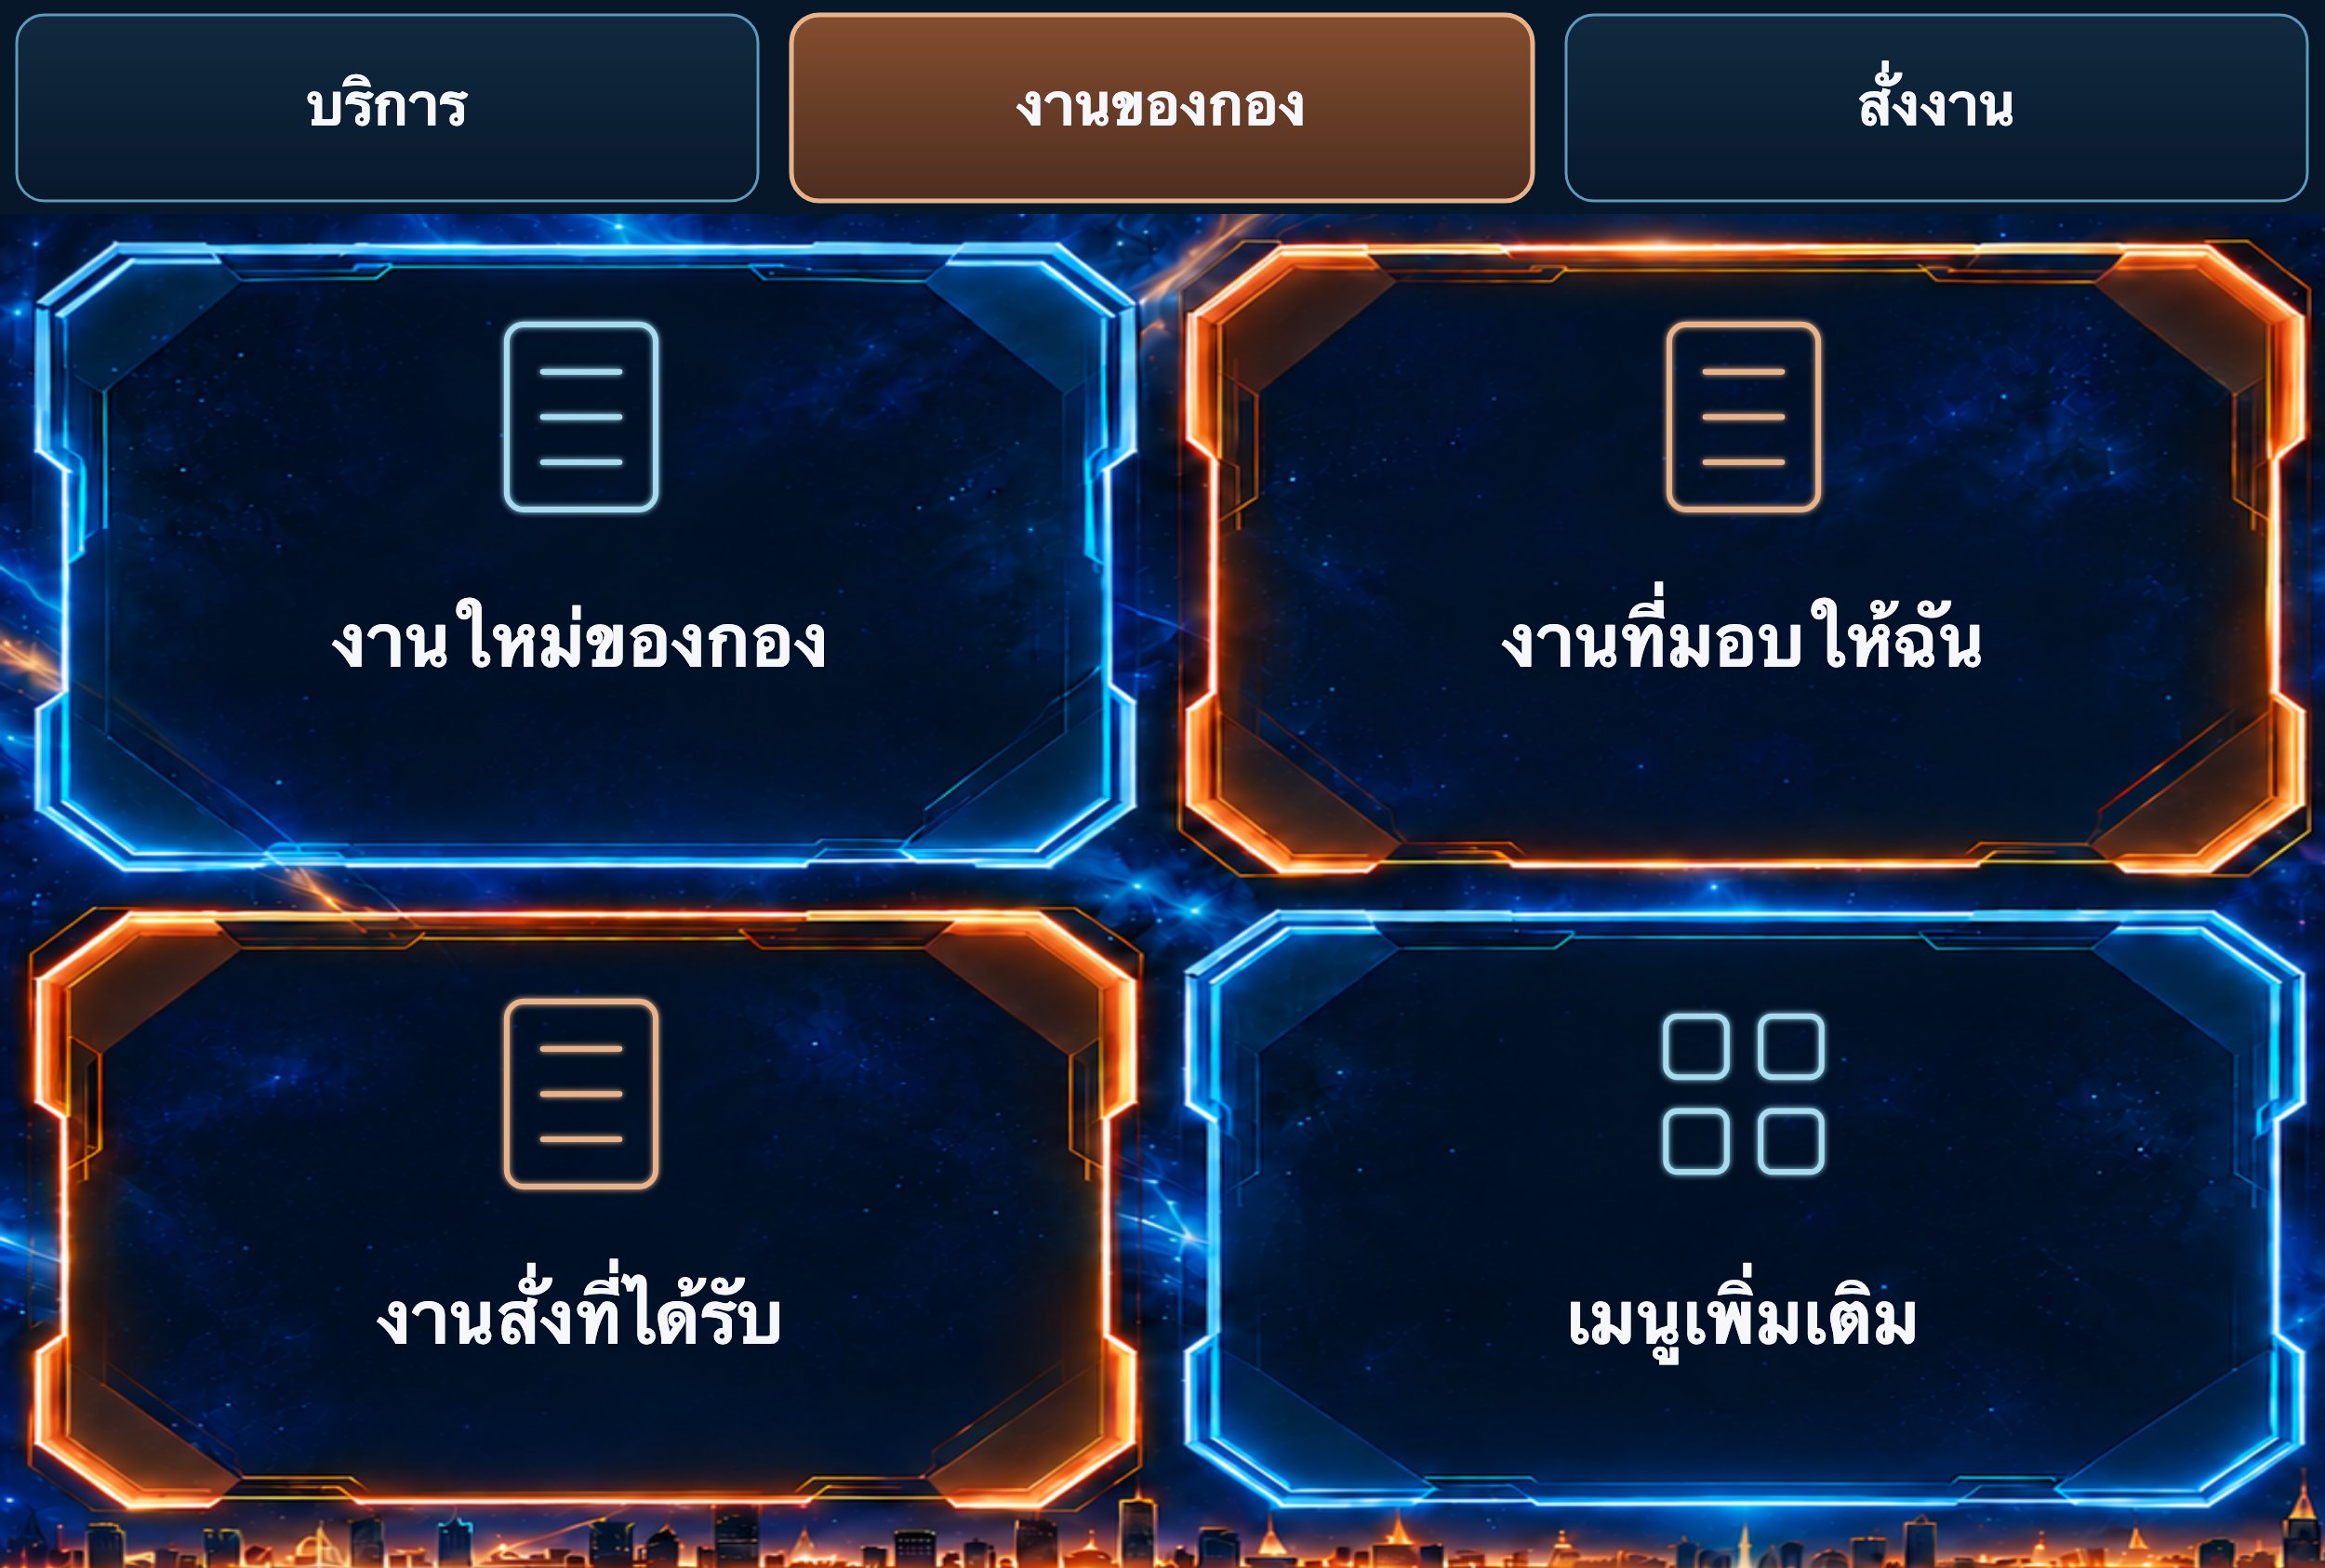 บริการ
งานของกอง
สั่งงาน
งานใหม่ของกอง
งานที่มอบให้ฉัน
งานสั่งที่ได้รับ
เมนูเพิ่มเติม